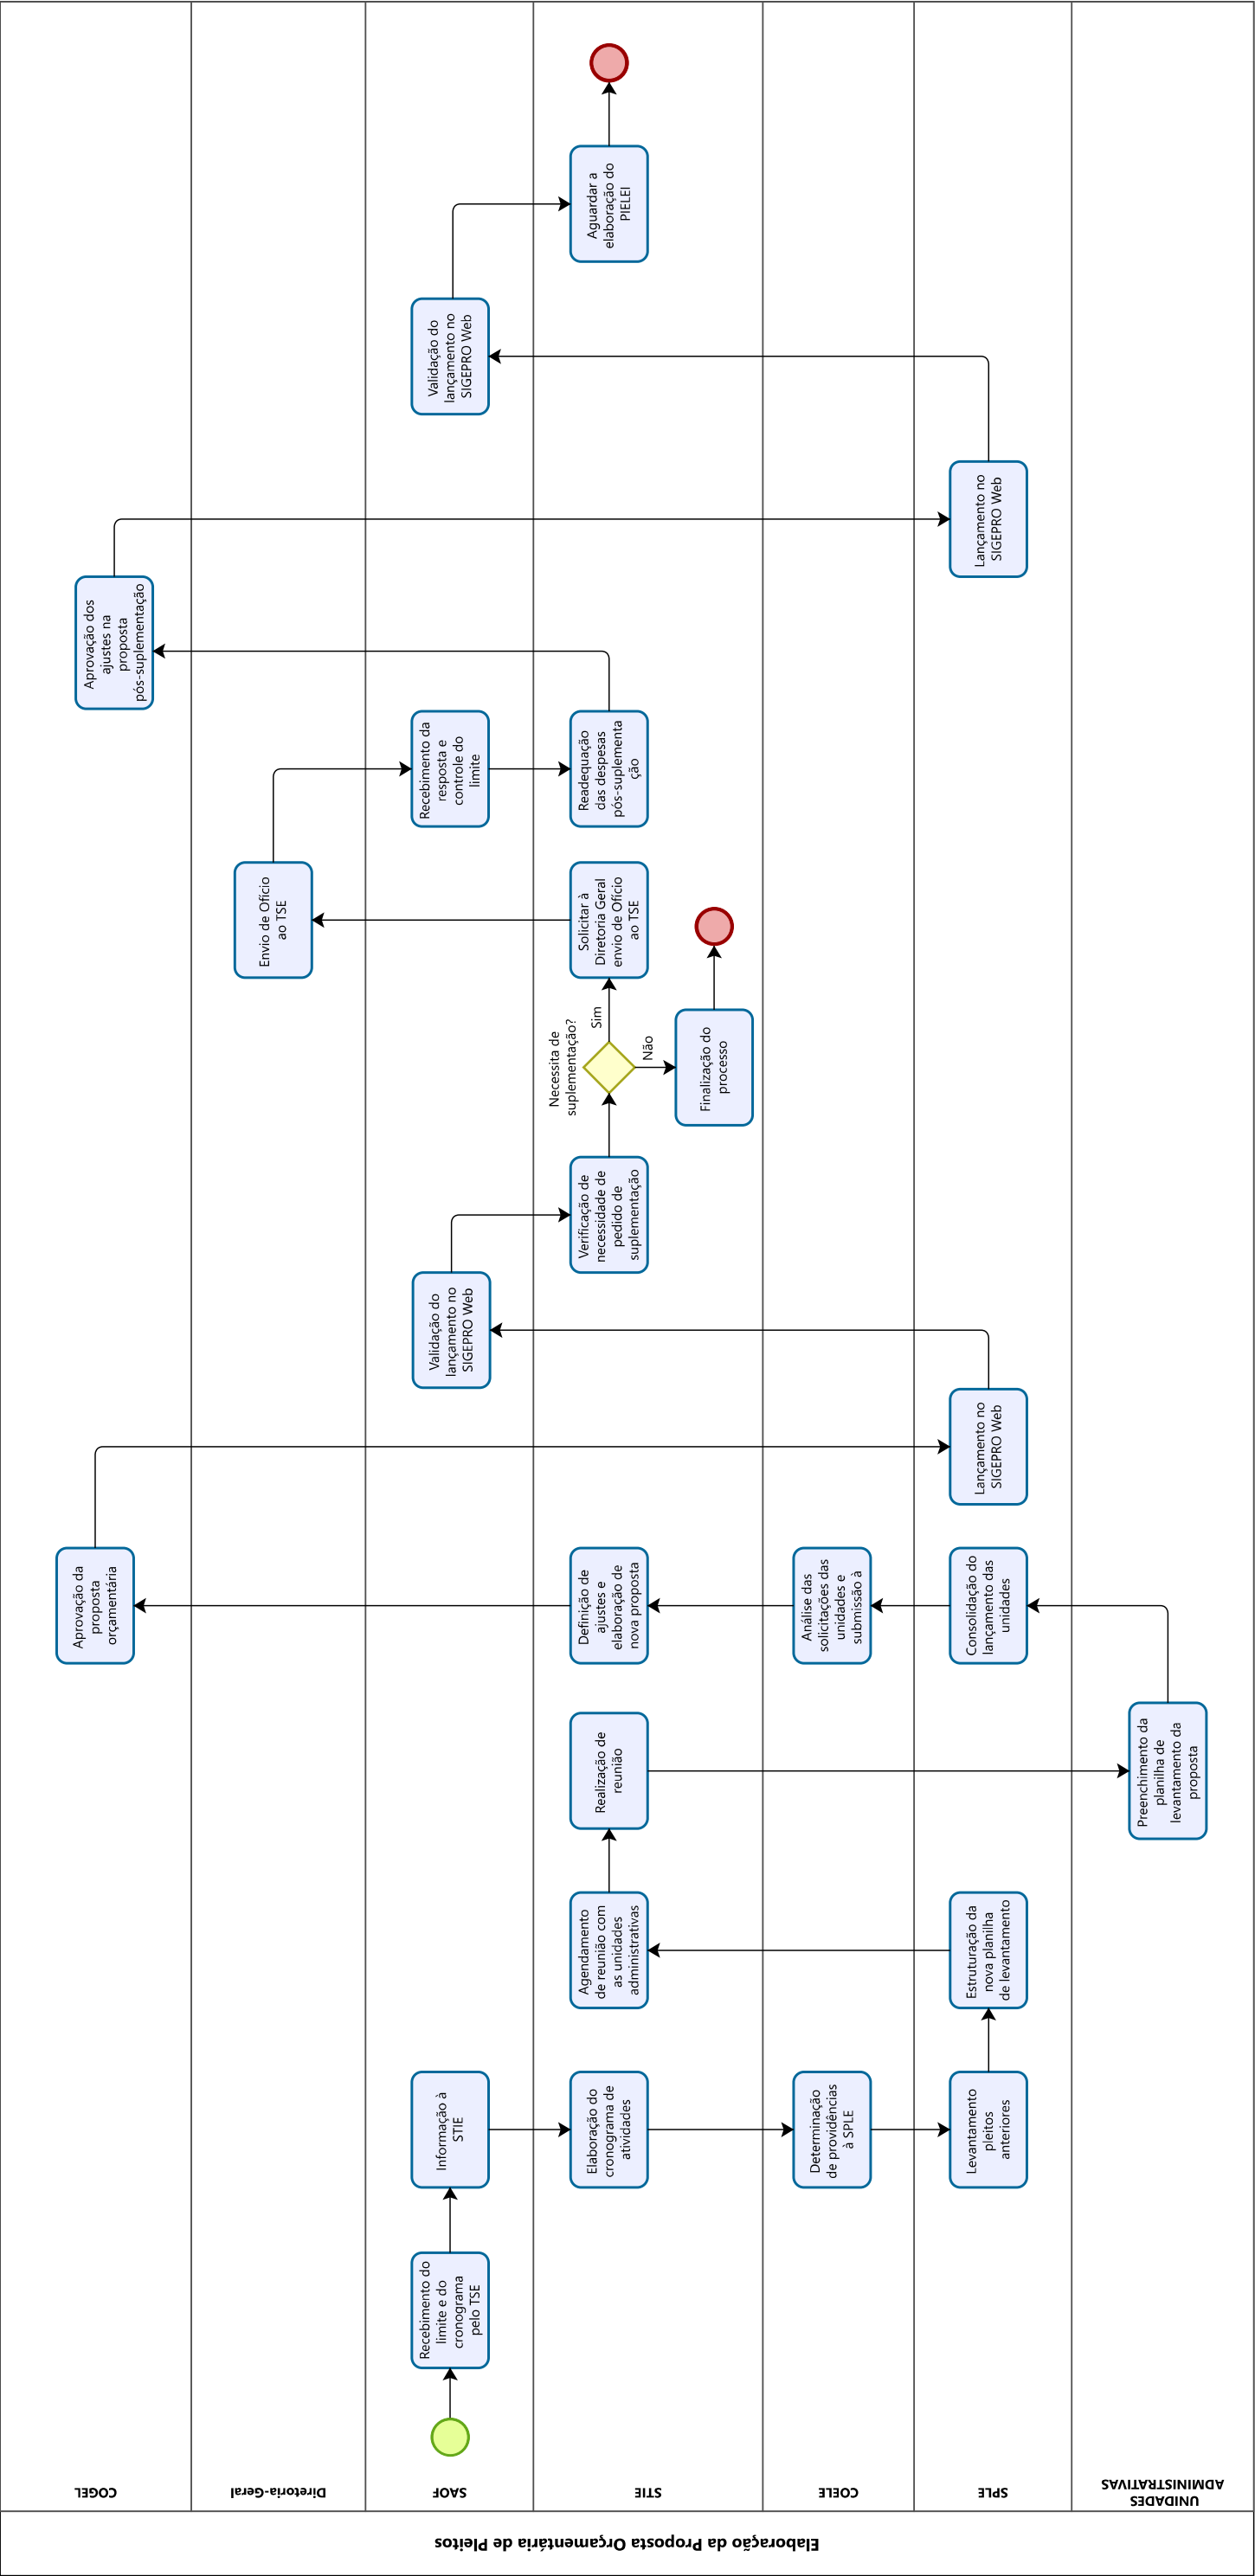 Elaboração da Proposta Orçamentária de Pleitos
COGEL
Diretoria-Geral
SAOF
STIE
COELE
SPLE
UNIDADES
ADMINISTRATIVAS
Recebimento do
limite e do
cronograma
pelo TSE
Informação à
STIE
Elaboração do
cronograma de
atividades
Determinação
de providências
à SPLE
Levantamento
pleitos
anteriores
Estruturação da
nova planilha
de levantamento
Agendamento
de reunião com
as unidades
administrativas
Realização de
reunião
Preenchimento da
planilha de
levantamento da
proposta
Consolidação do
lançamento das
unidades
Análise das
solicitações das
unidades e
submissão à
Definição de
ajustes e
elaboração de
nova proposta
Aprovação da
proposta
orçamentária
Lançamento no
SIGEPRO Web
Validação do
lançamento no
SIGEPRO Web
Verificação de
necessidade de
pedido de
suplementação
Necessita de
suplementação?
Sim
Não
Finalização do
processo
Solicitar à
Diretoria Geral
envio de Ofício
ao TSE
Envio de Ofício
ao TSE
Recebimento da
resposta e
controle do
limite
Readequação
das despesas
pós-suplementa
ção
Aprovação dos
ajustes na
proposta
pós-suplementação
Lançamento no
SIGEPRO Web
Validação do
lançamento no
SIGEPRO Web
Aguardar a
elaboração do
PIELEI